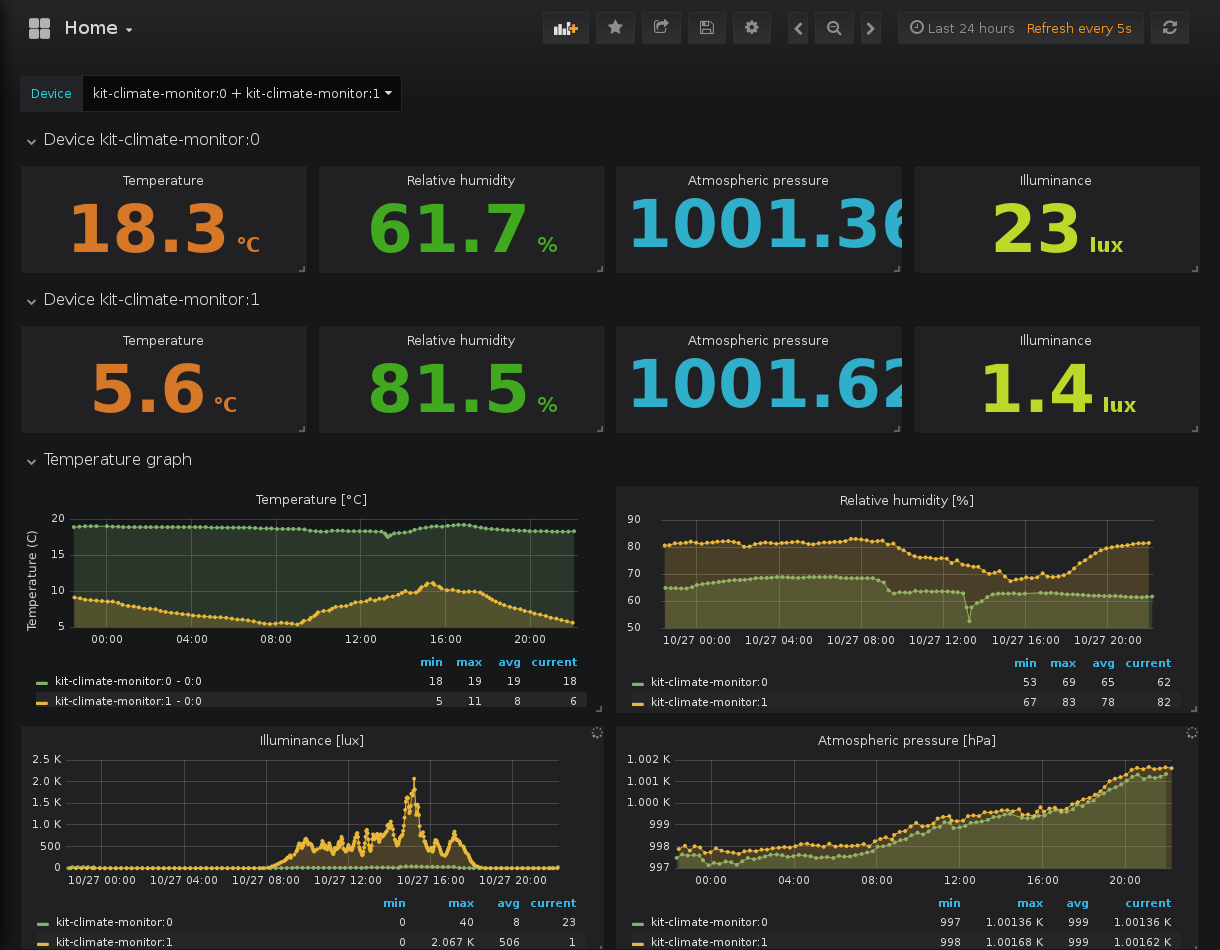 Home
Last 24 hours Refresh every 5s
Device kit-climate-monitor:0 + kit-climate-monitor:1
Device kit-climate-monitor:0
Temperature Relative humidity Atmospheric pressure Illuminance
18.3 °C 61.7 % 1001.36 23 lux
Device kit-climate-monitor:1
Temperature Relative humidity Atmospheric pressure Illuminance
5.6 °C 81.5 % 1001.62 1.4 lux
Temperature graph
Temperature [°C]
Temperature (C)
20
15
10
5
00:00 04:00 08:00 12:00 16:00 20:00
min max avg current
kit-climate-monitor:0 - 0:0 18 19 19 18
kit-climate-monitor:1 - 0:0 5 11 8 6
Relative humidity [%]
90
80
70
60
50
10/27 00:00 10/27 04:00 10/27 08:00 10/27 12:00 10/27 16:00 10/27 20:00
min max avg current
kit-climate-monitor:0 53 69 65 62
kit-climate-monitor:1 67 83 78 82
Illuminance [lux]
2.5 K
2.0 K
1.5 K
1.0 K
500
0
10/27 00:00 10/27 04:00 10/27 08:00 10/27 12:00 10/27 16:00 10/27 20:00
min max avg current
kit-climate-monitor:0 0 40 8 23
kit-climate-monitor:1 0 2.067 K 506 1
Atmospheric pressure [hPa]
1.002 K
1.001 K
1.000 K
999
998
997
00:00 04:00 08:00 12:00 16:00 20:00
min max avg current
kit-climate-monitor:0 997 1.00136 K 999 1.00136 K
kit-climate-monitor:1 998 1.00168 K 999 1.00162 K